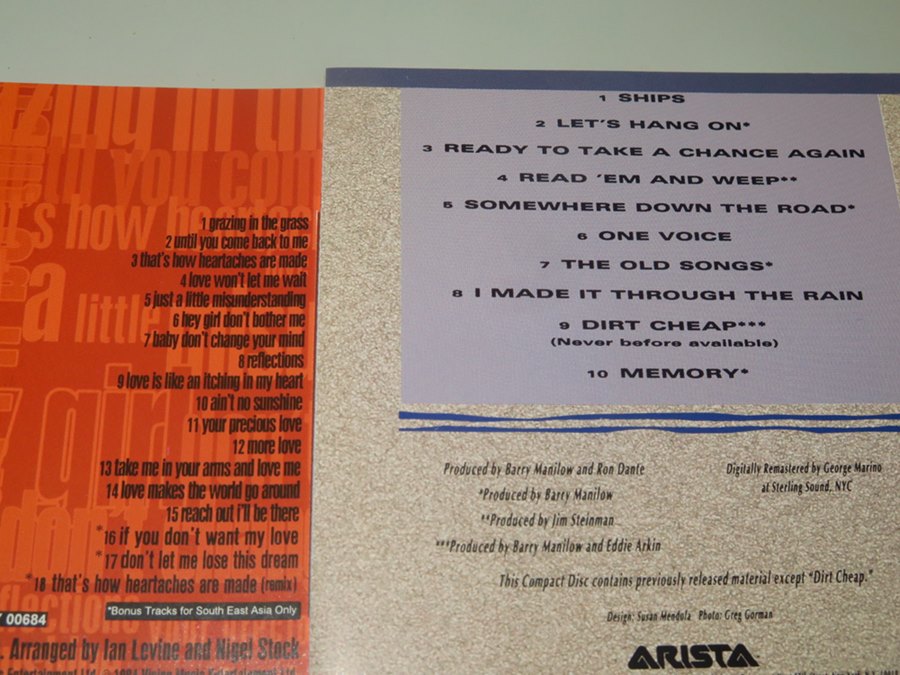 1 grazing in the grass
2 until you come back to me
3 that's how heartaches are made
4 love won't let me wait
5 just a little misunderstanding
6 hey girl don't bother me
7 baby don't change your mind
8 reflections
9 love is like an itching in my heart
10 ain't no sunshine
11 your precious love
12 more love
13 take me in your arms and love me
14 love makes the world go around
15 reach out i'll be there
*16 if you don't want my love
*17 don't let me lose this dream
*18 that's how heartaches are made (remix)
*Bonus Tracks for South East Asia Only
00684
Arranged by Ian Levine and Nigel Stock
1 SHIPS
2 LET'S HANG ON*
3 READY TO TAKE A CHANCE AGAIN
4 READ 'EM AND WEEP**
5 SOMEWHERE DOWN THE ROAD*
6 ONE VOICE
7 THE OLD SONGS*
8 I MADE IT THROUGH THE RAIN
9 DIRT CHEAP***
(Never before available)
10 MEMORY*
Produced by Barry Manilow and Ron Dante
*Produced by Barry Manilow
**Produced by Jim Steinman
***Produced by Barry Manilow and Eddie Arkin
Digitally Remastered by George Marino
at Sterling Sound, NYC
This Compact Disc contains previously released material except "Dirt Cheap."
Design: Susan Mendola Photo: Greg Gorman
ARISTA